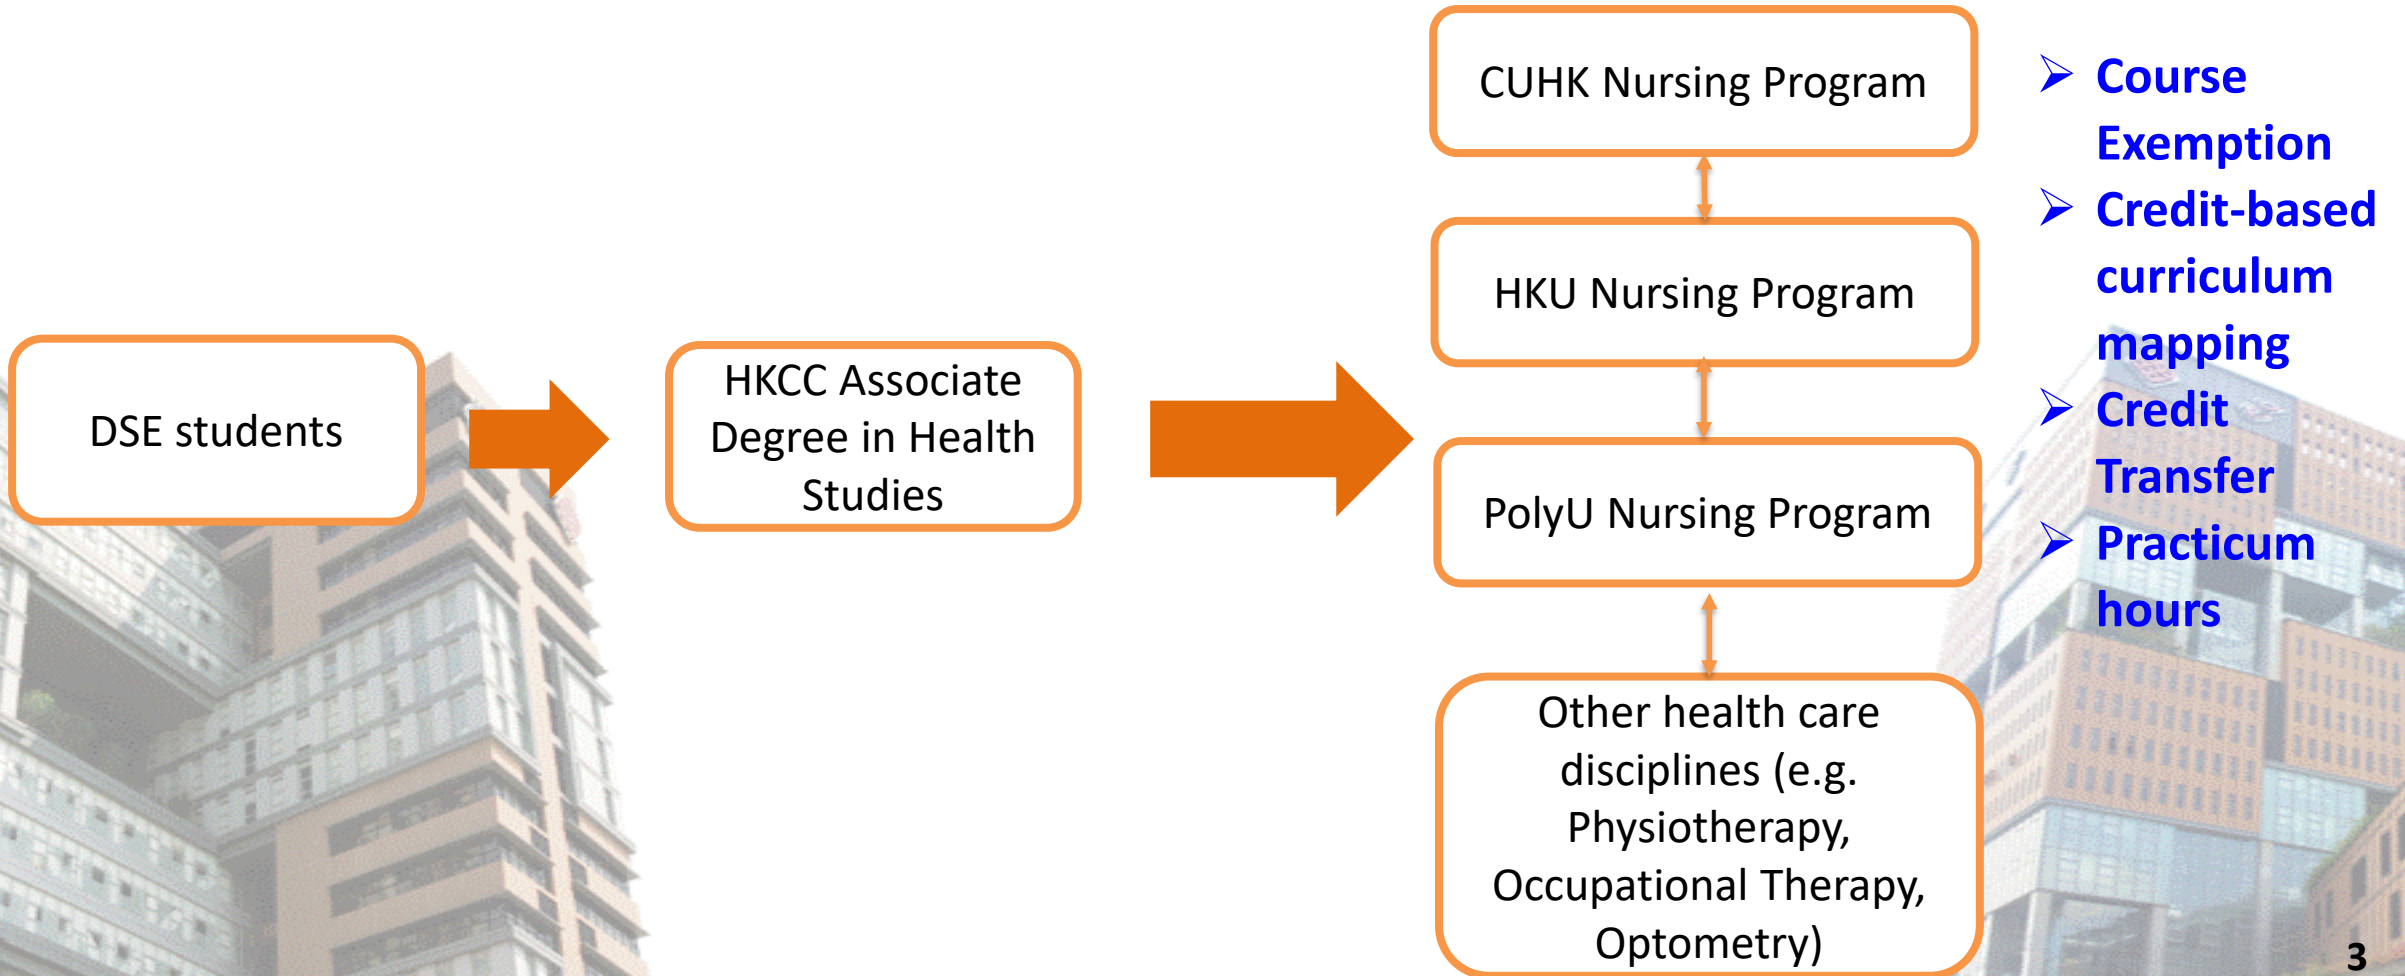 DSE students
HKCC Associate
Degree in Health
Studies
CUHK Nursing Program
HKU Nursing Program
PolyU Nursing Program
Other health care
disciplines (e.g.
Physiotherapy,
Occupational Therapy,
Optometry)
➢ Course
Exemption
➢ Credit-based
curriculum
mapping
➢ Credit
Transfer
➢ Practicum
hours
3